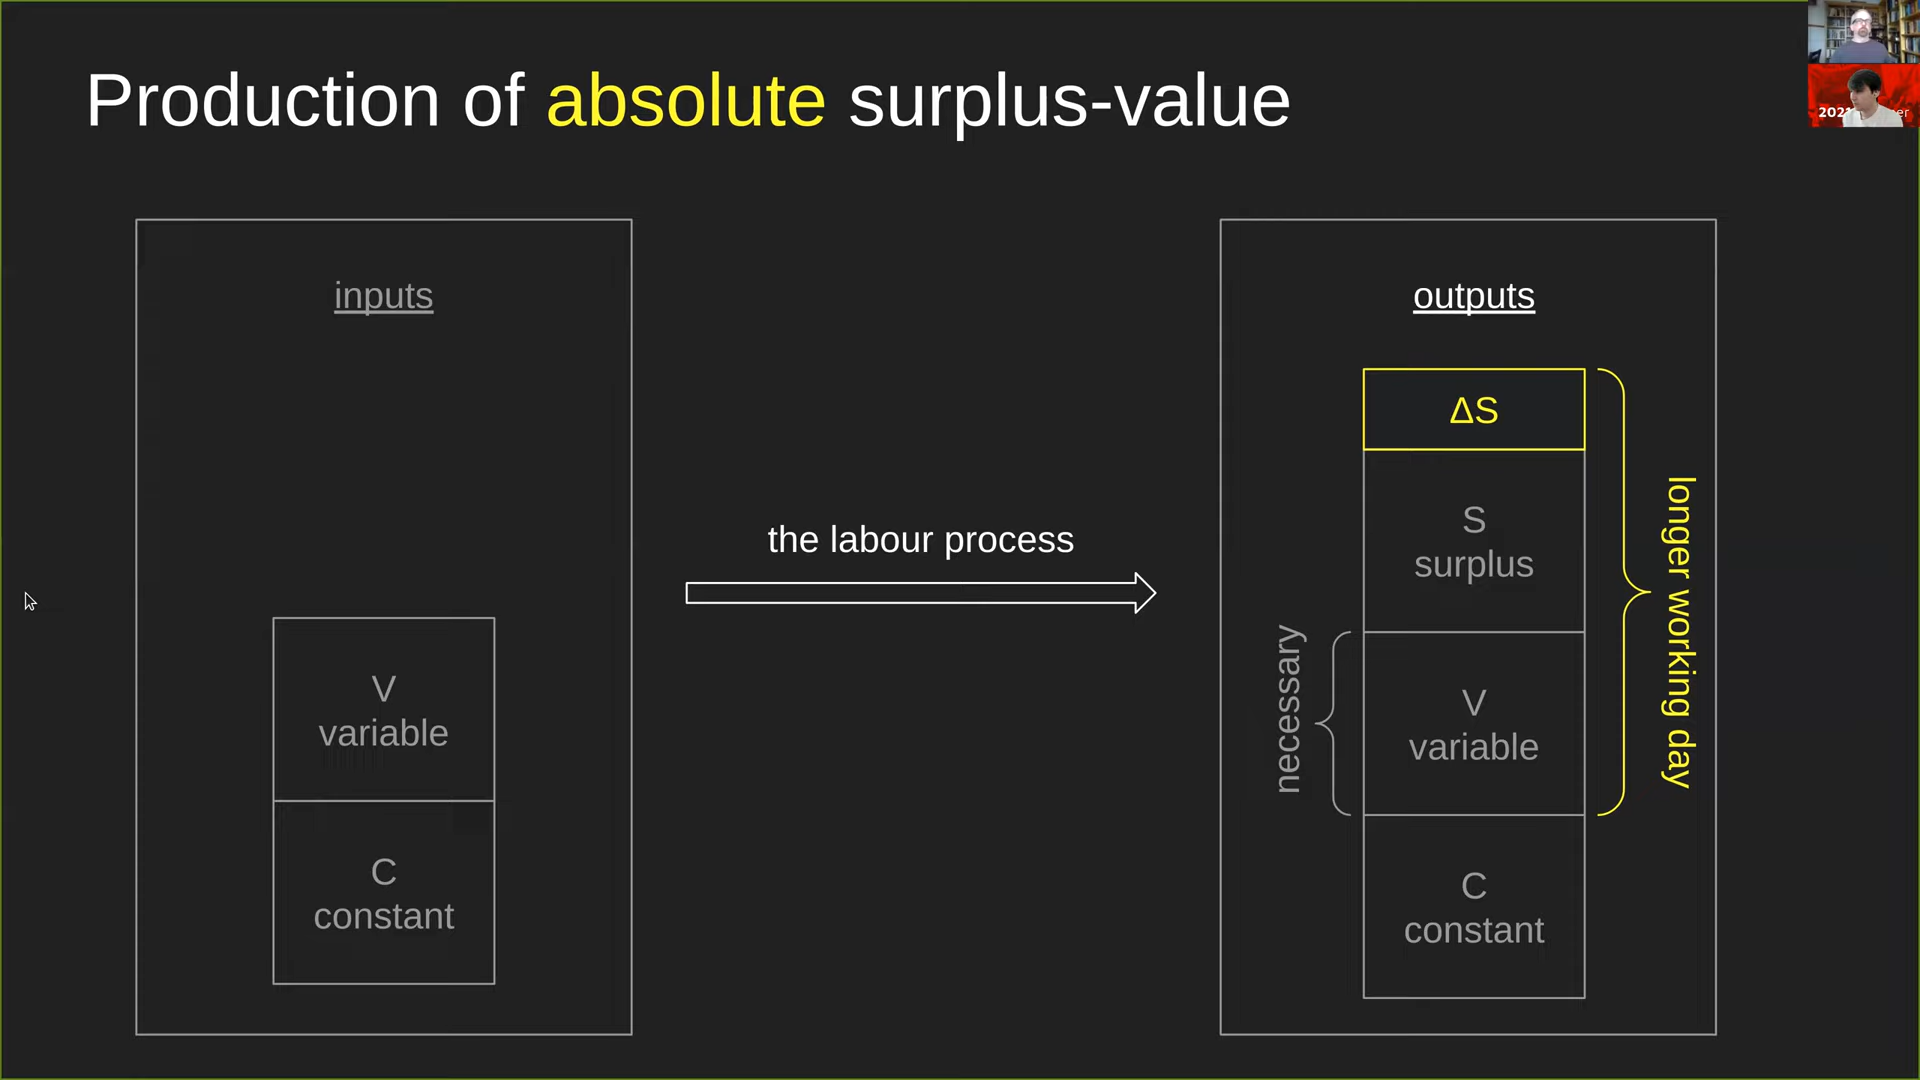 Production of absolute surplus-value
inputs
V
variable
C
constant
the labour process
outputs
ΔS
S
surplus
V
variable
C
constant
necessary
longer working day